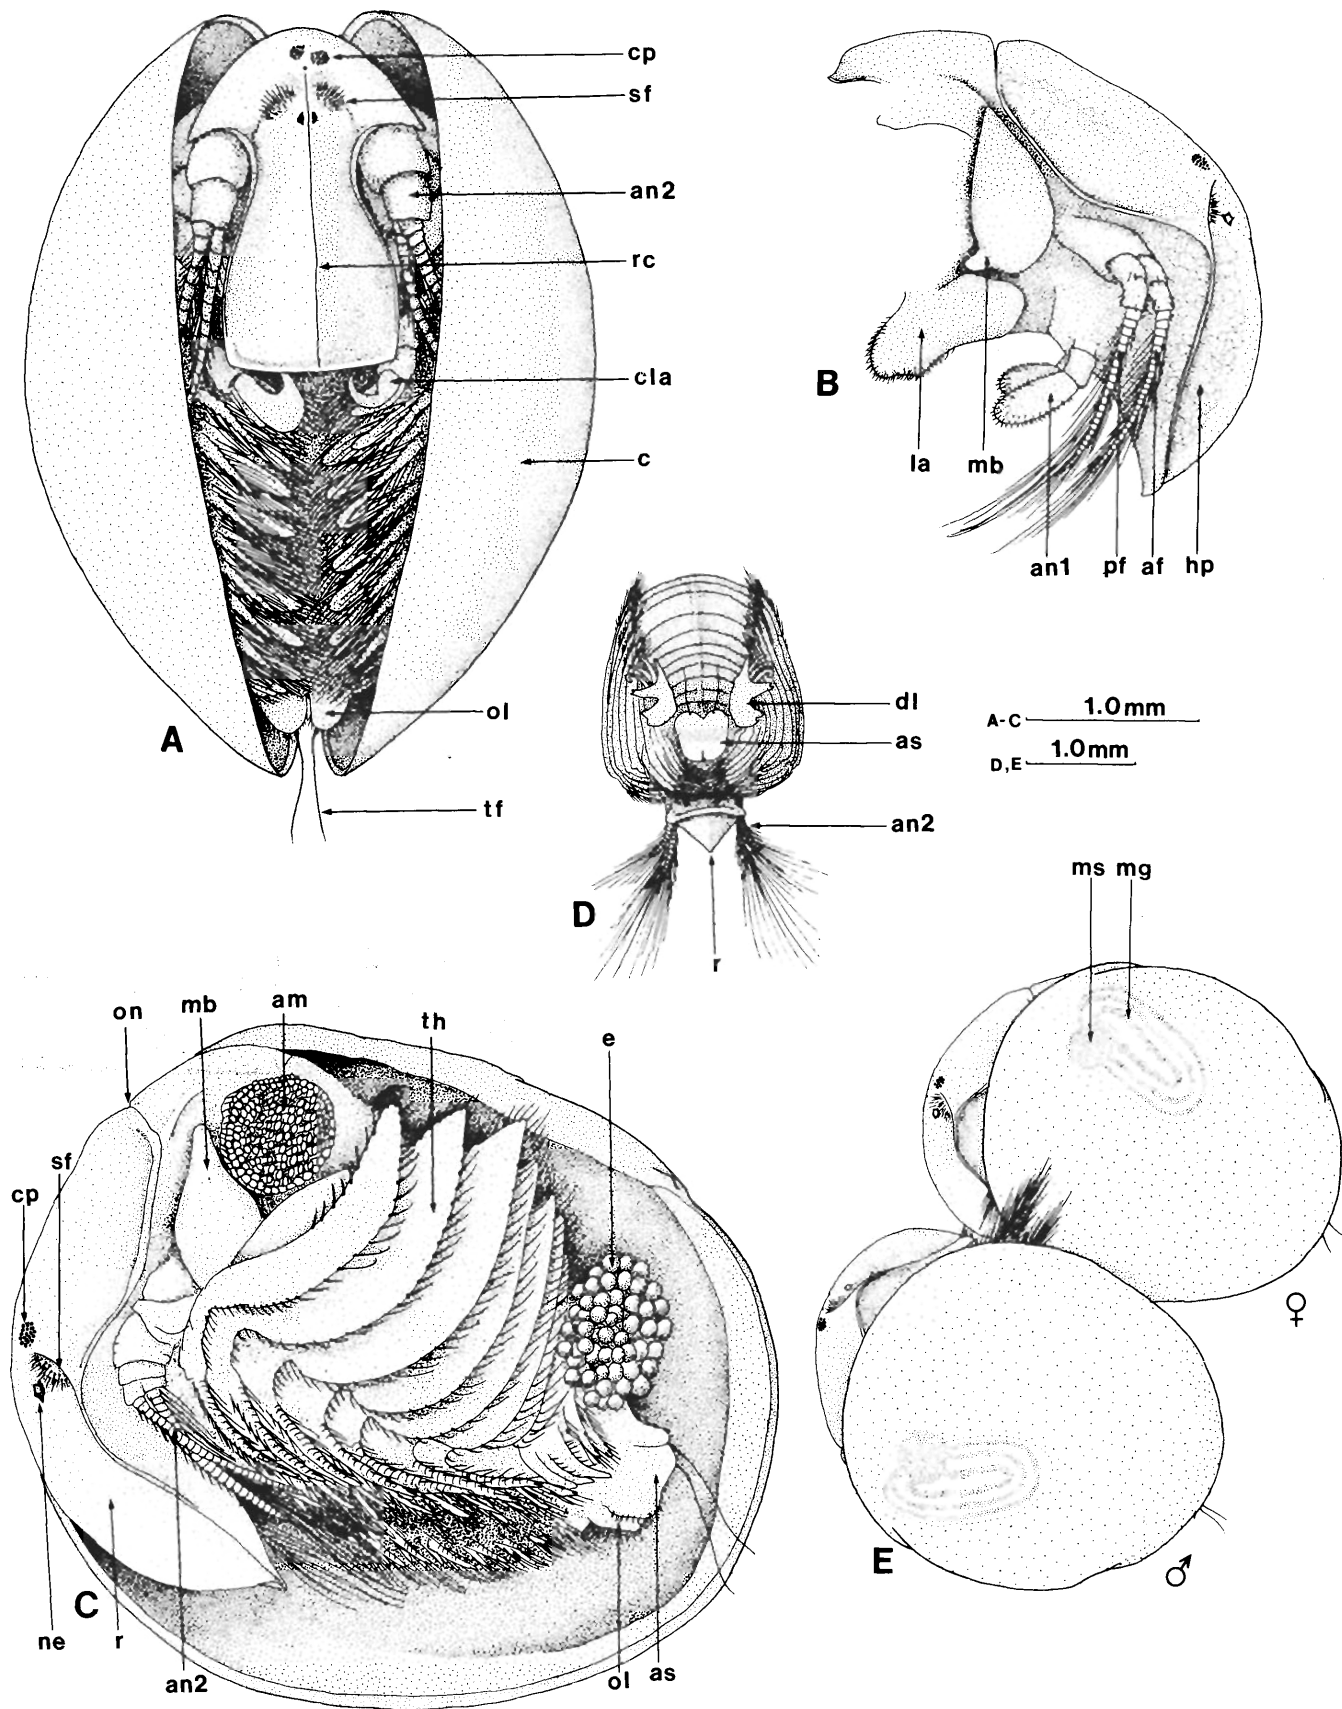 cp
sf
an2
rc
cla
c
ol
tf
A
B
la
mb
an1
pf
af
hp
dl
as
an2
r
D
A-C 1.0mm
D,E 1.0mm
ms
mg
♀
♂
E
on
mb
am
th
e
sf
cp
C
ne
r
an2
ol
as